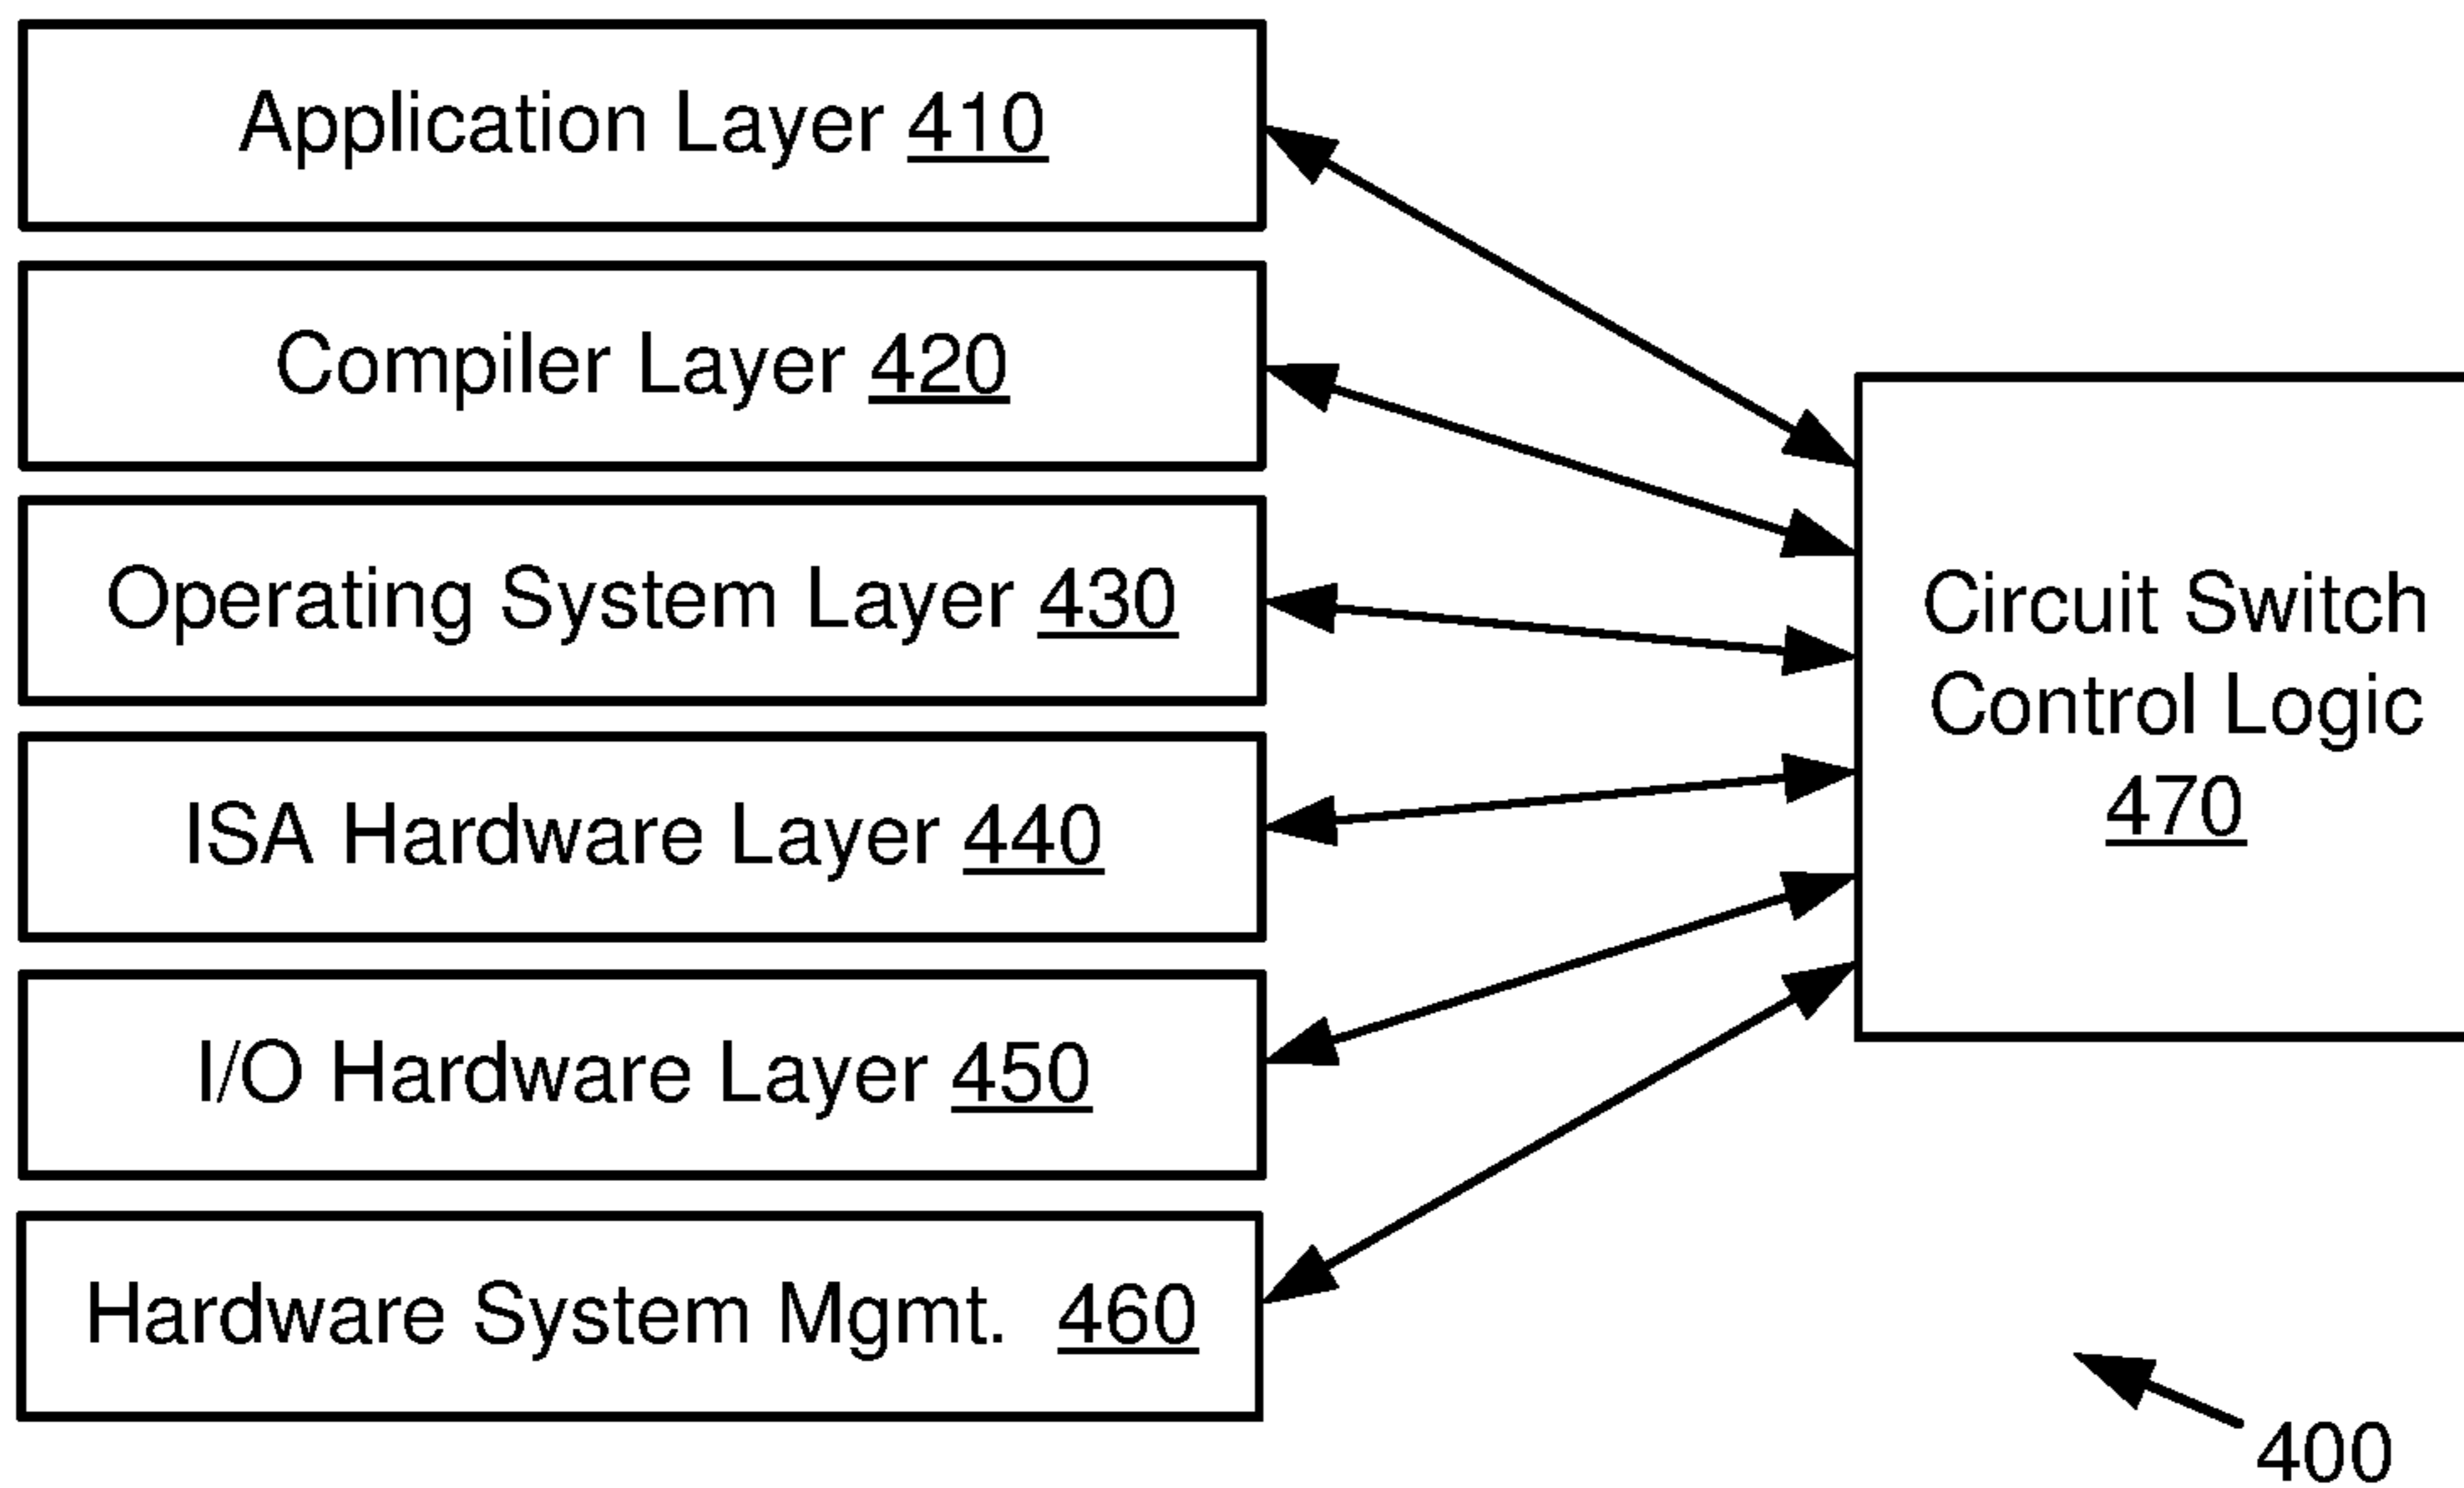 Application Layer 410
Compiler Layer 420
Operating System Layer 430
ISA Hardware Layer 440
I/O Hardware Layer 450
Hardware System Mgmt. 460
Circuit Switch
Control Logic
470
400